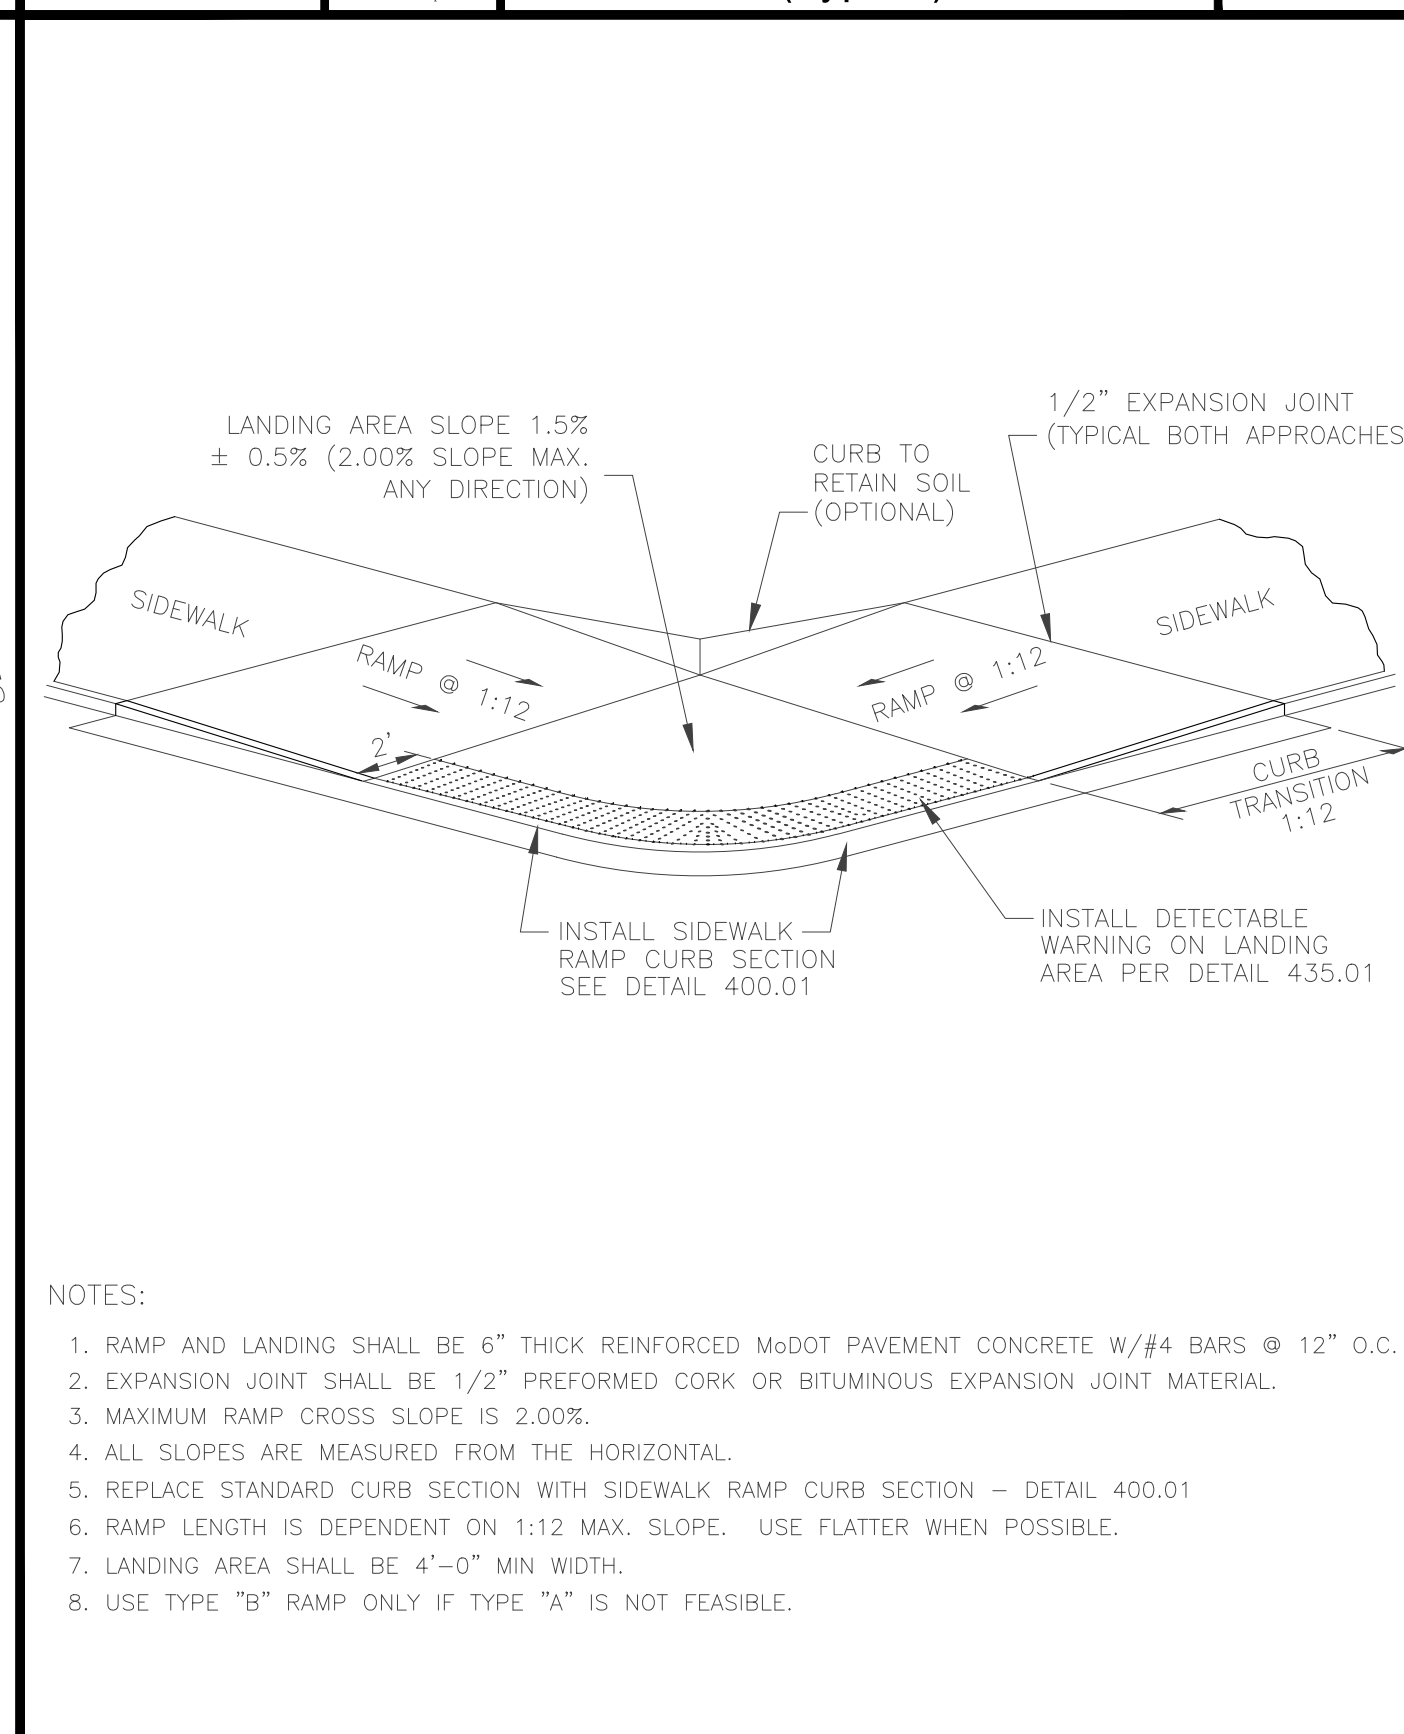 LANDING AREA SLOPE 1.5%
± 0.5% (2.00% SLOPE MAX.
ANY DIRECTION)
CURB TO
RETAIN SOIL
(OPTIONAL)
1/2" EXPANSION JOINT
(TYPICAL BOTH APPROACHES
SIDEWALK
SIDEWALK
RAMP @ 1:12
RAMP @ 1:12
2'
CURB
TRANSITION
1:12
INSTALL SIDEWALK
RAMP CURB SECTION
SEE DETAIL 400.01
INSTALL DETECTABLE
WARNING ON LANDING
AREA PER DETAIL 435.01
NOTES:
1. RAMP AND LANDING SHALL BE 6" THICK REINFORCED MoDOT PAVEMENT CONCRETE W/#4 BARS @ 12" O.C.
2. EXPANSION JOINT SHALL BE 1/2" PREFORMED CORK OR BITUMINOUS EXPANSION JOINT MATERIAL.
3. MAXIMUM RAMP CROSS SLOPE IS 2.00%.
4. ALL SLOPES ARE MEASURED FROM THE HORIZONTAL.
5. REPLACE STANDARD CURB SECTION WITH SIDEWALK RAMP CURB SECTION – DETAIL 400.01
6. RAMP LENGTH IS DEPENDENT ON 1:12 MAX. SLOPE. USE FLATTER WHEN POSSIBLE.
7. LANDING AREA SHALL BE 4'–0" MIN WIDTH.
8. USE TYPE "B" RAMP ONLY IF TYPE "A" IS NOT FEASIBLE.